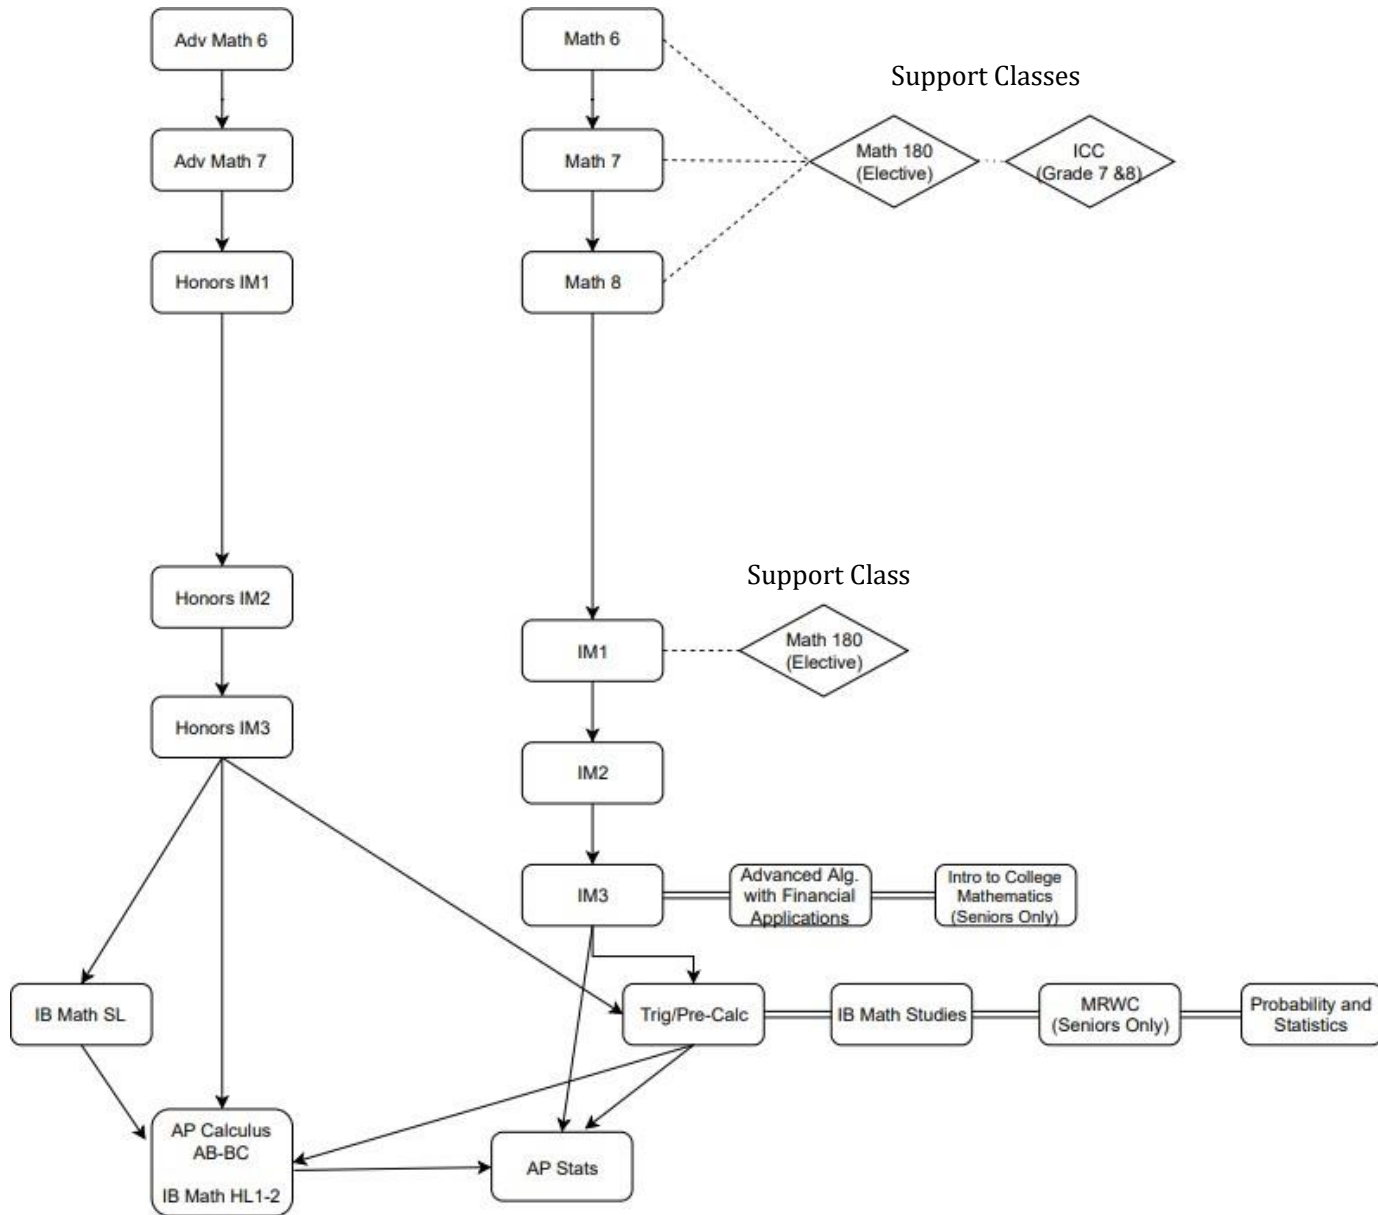 Adv Math 6
Math 6
Support Classes
Adv Math 7
Math 7
Math 180
(Elective)
ICC
(Grade 7 &8)
Honors IM1
Math 8
Support Class
Honors IM2
IM1
Math 180
(Elective)
Honors IM3
IM2
IM3
Advanced Alg.
with Financial
Applications
Intro to College
Mathematics
(Seniors Only)
IB Math SL
Trig/Pre-Calc
IB Math Studies
MRWC
(Seniors Only)
Probability and
Statistics
AP Calculus
AB-BC
IB Math HL1-2
AP Stats